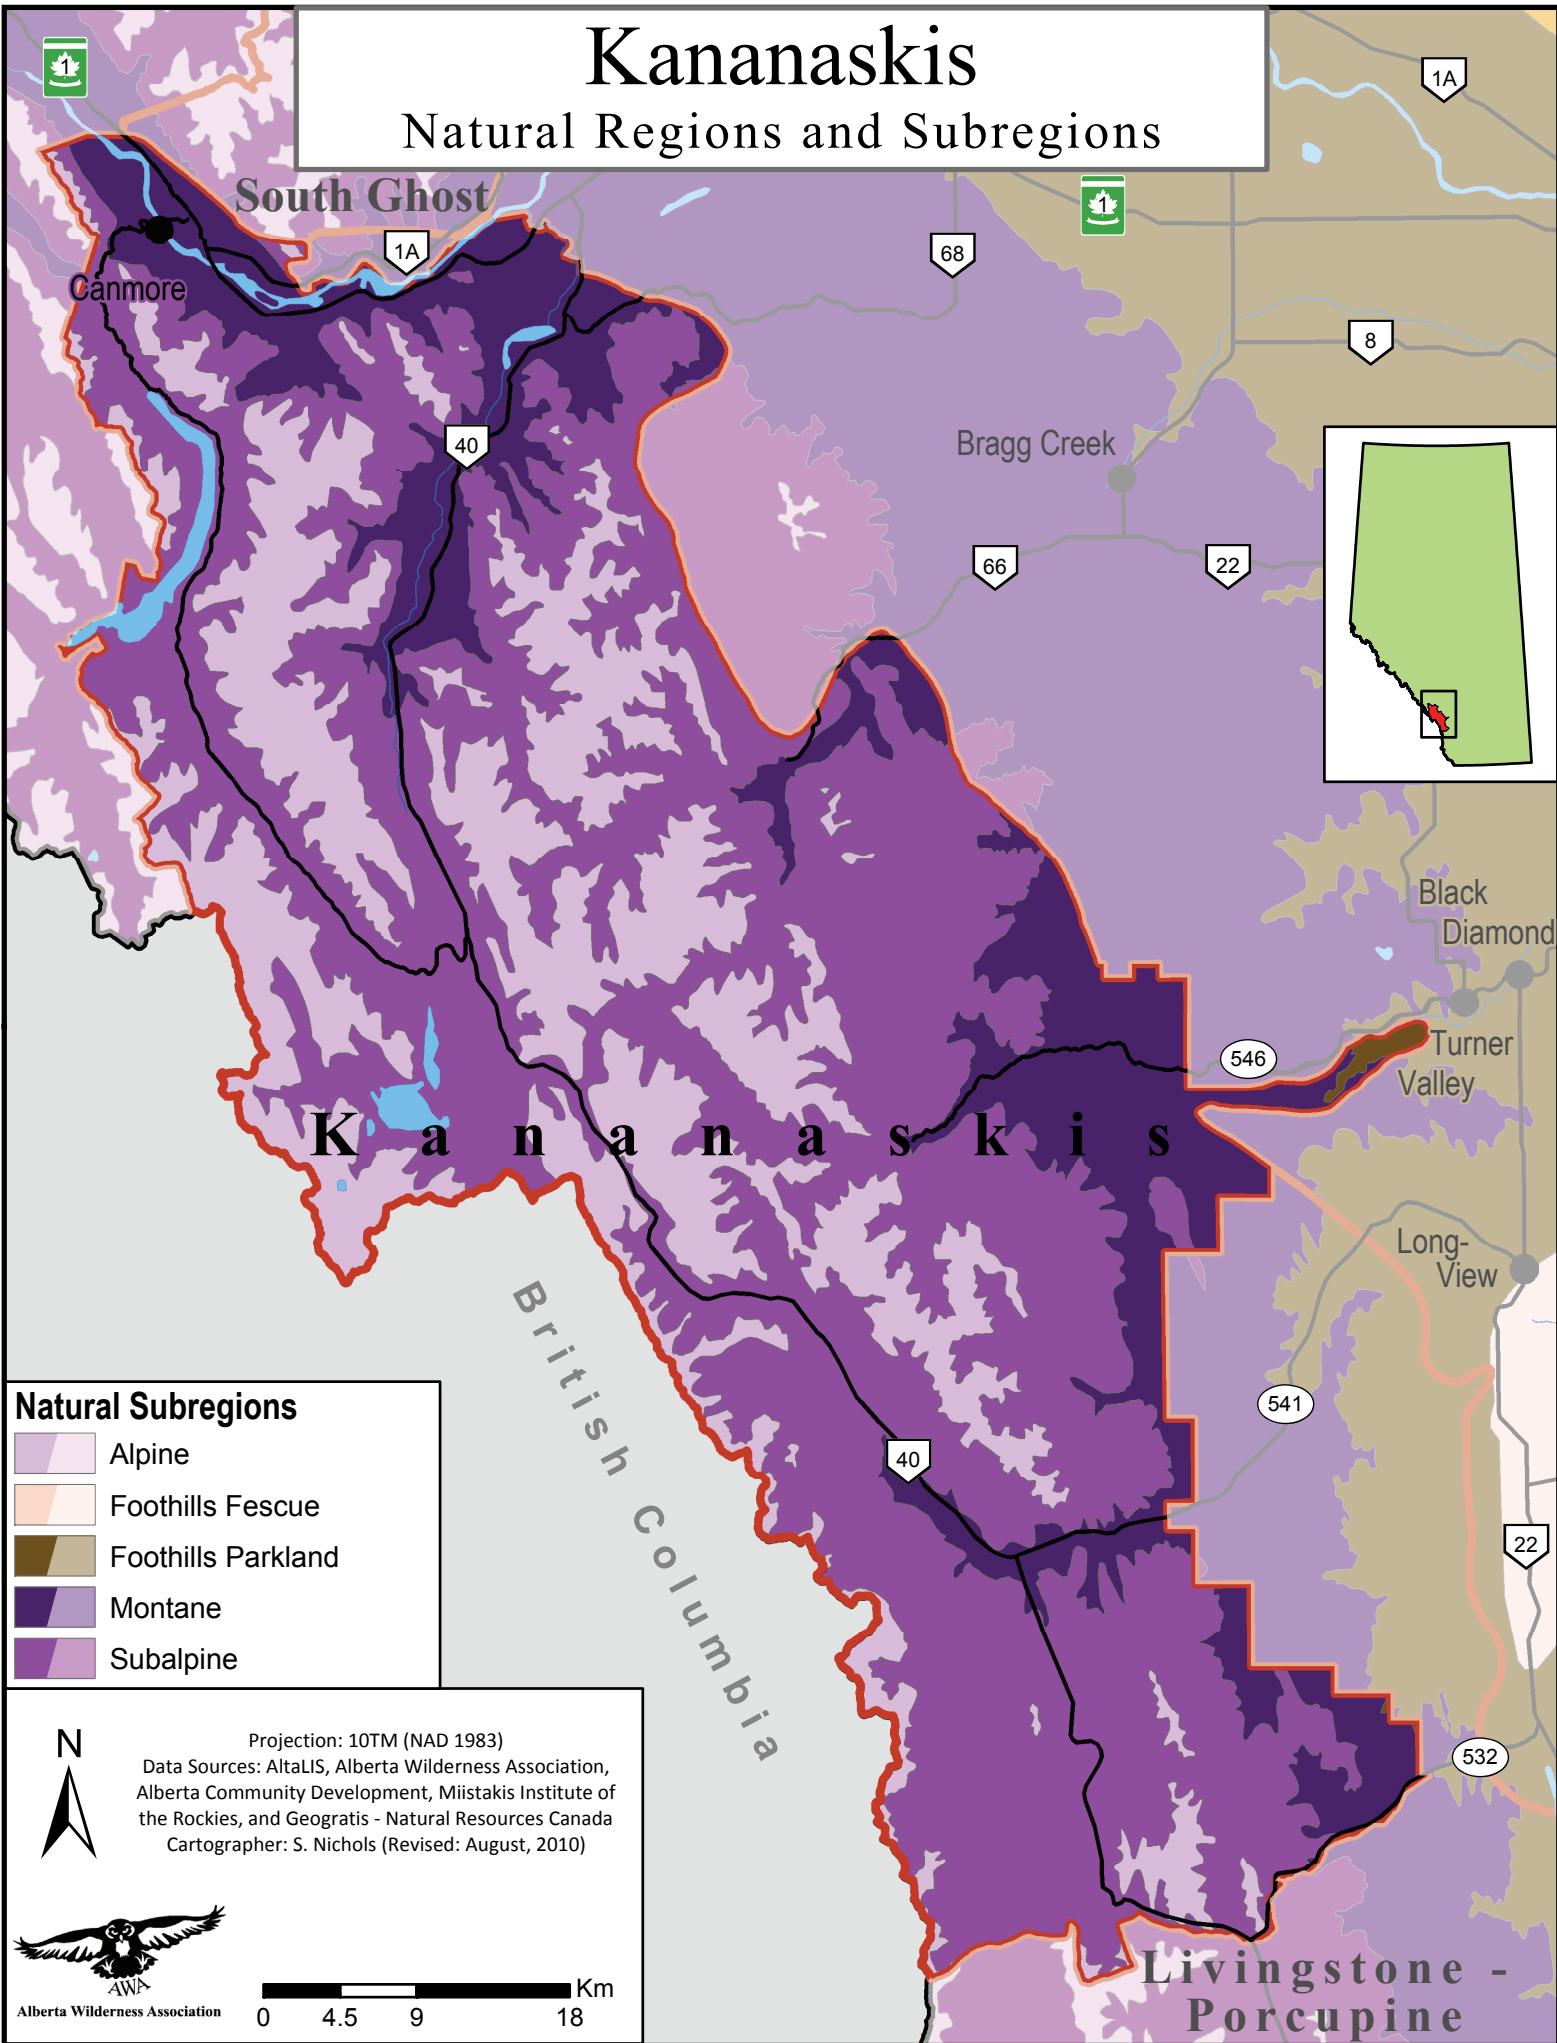 Kananaskis
Natural Regions and Subregions
1
1A
South Ghost
1
1A
68
Canmore
8
40
Bragg Creek
66
22
Black
Diamond
546
Turner
Valley
Kananaskis
Long-
View
British Columbia
541
40
22
532
Natural Subregions
Alpine
Foothills Fescue
Foothills Parkland
Montane
Subalpine
N
Projection: 10TM (NAD 1983)
Data Sources: AltaLIS, Alberta Wilderness Association,
Alberta Community Development, Miistakis Institute of
the Rockies, and Geogratis - Natural Resources Canada
Cartographer: S. Nichols (Revised: August, 2010)
AWA
Alberta Wilderness Association
Km
0 4.5 9 18
Livingstone -
Porcupine